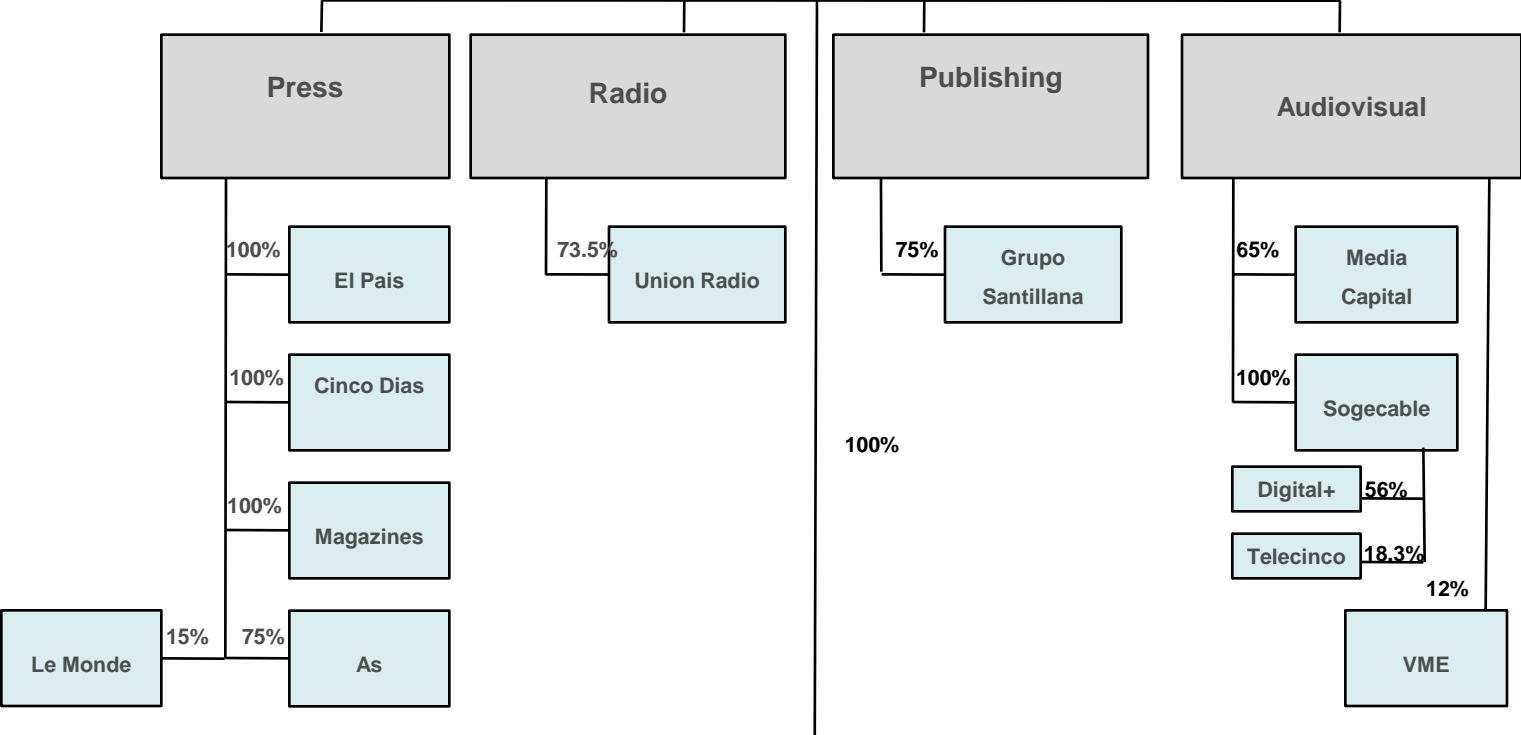 Press
Radio
Publishing
Audiovisual
100%
El Pais
73.5%
Union Radio
75%
Grupo
Santillana
65%
Media
Capital
100%
Cinco Dias
100%
Sogecable
100%
100%
Magazines
Digital+
56%
Telecinco
18.3%
12%
Le Monde
15%
75%
As
VME